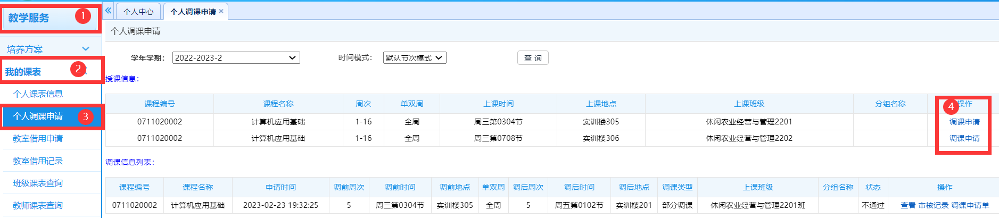 教学服务 1
培养方案
我的课表 2
个人课表信息
个人调课申请 3
教室借用申请
教室借用记录
班级课表查询
教师课表查询
个人中心 个人调课申请
个人调课申请
学年学期： 2022-2023-2 时间模式： 默认节次模式 查 询
授课信息：
课程编号 课程名称 周次 单双周 上课时间 上课地点 上课班级 分组名称 4 操作
0711020002 计算机应用基础 1-16 全周 周三第0304节 实训楼305 休闲农业经营与管理2201 调课申请
0711020002 计算机应用基础 1-16 全周 周三第0708节 实训楼306 休闲农业经营与管理2202 调课申请
调课信息列表：
课程编号 课程名称 申请时间 调前周次 调前时间 调前地点 单双周 调后周次 调后时间 调后地点 调课类型 上课班级 分组名称 状态 操作
0711020002 计算机应用基础 2023-02-23 19:32:25 5 周三第0304节 实训楼305 全周 5 周五第0102节 实训楼201 部分调课 休闲农业经营与管理2201班 不通过 查看 审核记录 调课申请单